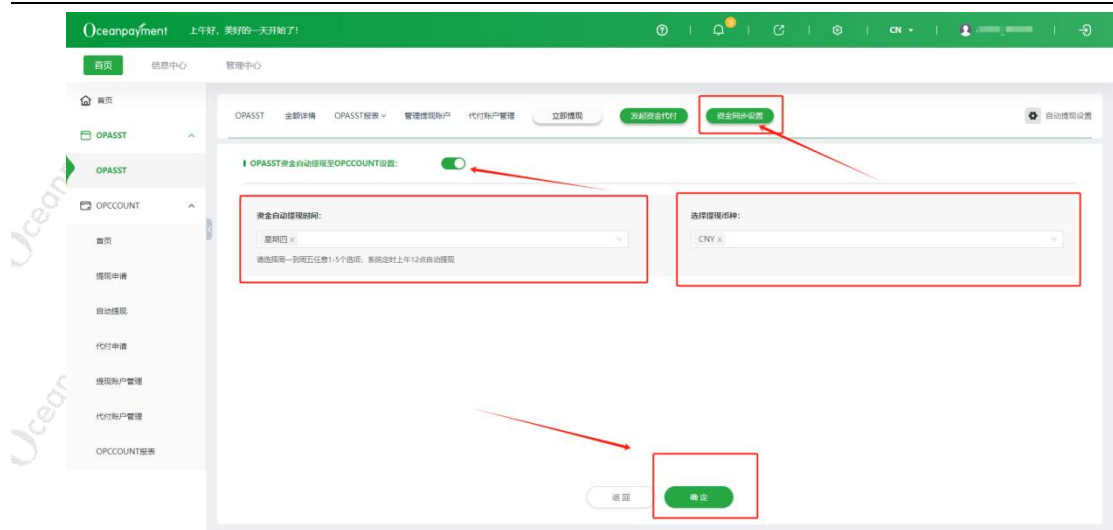 Oceanpayment 上午好, 美好的一天开始了! CN
首页 信息中心 管理中心
首页
OPASST
OPASST
OPCCOUNT
首页
提现申请
自动提现
代付申请
提现账户管理
代付账户管理
OPCCOUNT报表
OPASST 金额详情 OPASST报表 管理提现账户 代付账户管理 立即提现 发起资金代付 资金同步设置 自动提现设置
OPASST资金自动提现至OPCCOUNT设置:
资金自动提现时间:
星期四 ×
请选择周一到周五任意1-5个选项, 系统定时上午12点自动提现
选择提现币种:
CNY ×
返 回 确 定
Ocean
Ocean